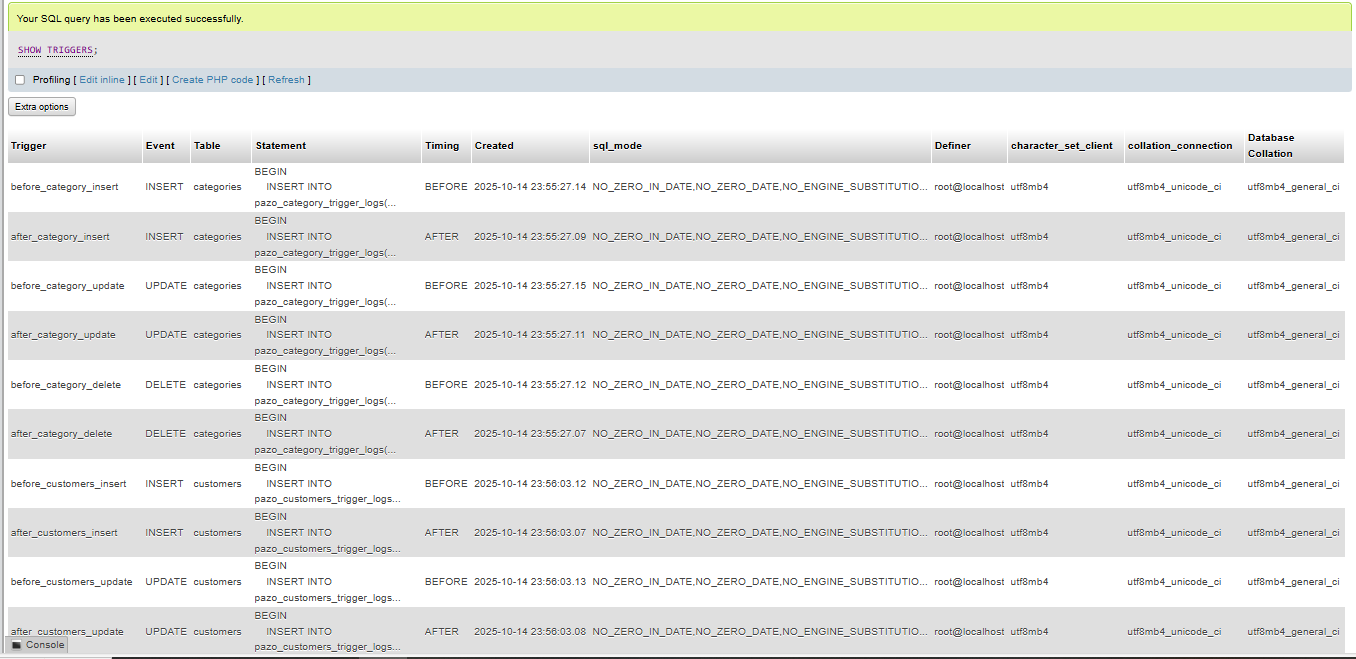 Your SQL query has been executed successfully.
SHOW TRIGGERS;
Profiling [ Edit inline ] [ Edit ] [ Create PHP code ] [ Refresh ]
Extra options
Trigger Event Table Statement Timing Created sql_mode Definer character_set_client collation_connection Database Collation
BEGIN
before_category_insert INSERT categories INSERT INTO BEFORE 2025-10-14 23:55:27.14 NO_ZERO_IN_DATE,NO_ZERO_DATE,NO_ENGINE_SUBSTITUTIO... root@localhost utf8mb4 utf8mb4_unicode_ci utf8mb4_general_ci
pazo_category_trigger_logs(...
BEGIN
after_category_insert INSERT categories INSERT INTO AFTER 2025-10-14 23:55:27.09 NO_ZERO_IN_DATE,NO_ZERO_DATE,NO_ENGINE_SUBSTITUTIO... root@localhost utf8mb4 utf8mb4_unicode_ci utf8mb4_general_ci
pazo_category_trigger_logs(...
BEGIN
before_category_update UPDATE categories INSERT INTO BEFORE 2025-10-14 23:55:27.15 NO_ZERO_IN_DATE,NO_ZERO_DATE,NO_ENGINE_SUBSTITUTIO... root@localhost utf8mb4 utf8mb4_unicode_ci utf8mb4_general_ci
pazo_category_trigger_logs(...
BEGIN
after_category_update UPDATE categories INSERT INTO AFTER 2025-10-14 23:55:27.11 NO_ZERO_IN_DATE,NO_ZERO_DATE,NO_ENGINE_SUBSTITUTIO... root@localhost utf8mb4 utf8mb4_unicode_ci utf8mb4_general_ci
pazo_category_trigger_logs(...
BEGIN
before_category_delete DELETE categories INSERT INTO BEFORE 2025-10-14 23:55:27.12 NO_ZERO_IN_DATE,NO_ZERO_DATE,NO_ENGINE_SUBSTITUTIO... root@localhost utf8mb4 utf8mb4_unicode_ci utf8mb4_general_ci
pazo_category_trigger_logs(...
BEGIN
after_category_delete DELETE categories INSERT INTO AFTER 2025-10-14 23:55:27.07 NO_ZERO_IN_DATE,NO_ZERO_DATE,NO_ENGINE_SUBSTITUTIO... root@localhost utf8mb4 utf8mb4_unicode_ci utf8mb4_general_ci
pazo_category_trigger_logs(...
BEGIN
before_customers_insert INSERT customers INSERT INTO BEFORE 2025-10-14 23:56:03.12 NO_ZERO_IN_DATE,NO_ZERO_DATE,NO_ENGINE_SUBSTITUTIO... root@localhost utf8mb4 utf8mb4_unicode_ci utf8mb4_general_ci
pazo_customers_trigger_logs...
BEGIN
after_customers_insert INSERT customers INSERT INTO AFTER 2025-10-14 23:56:03.07 NO_ZERO_IN_DATE,NO_ZERO_DATE,NO_ENGINE_SUBSTITUTIO... root@localhost utf8mb4 utf8mb4_unicode_ci utf8mb4_general_ci
pazo_customers_trigger_logs...
BEGIN
before_customers_update UPDATE customers INSERT INTO BEFORE 2025-10-14 23:56:03.13 NO_ZERO_IN_DATE,NO_ZERO_DATE,NO_ENGINE_SUBSTITUTIO... root@localhost utf8mb4 utf8mb4_unicode_ci utf8mb4_general_ci
pazo_customers_trigger_logs...
BEGIN
after_customers_update UPDATE customers INSERT INTO AFTER 2025-10-14 23:56:03.08 NO_ZERO_IN_DATE,NO_ZERO_DATE,NO_ENGINE_SUBSTITUTIO... root@localhost utf8mb4 utf8mb4_unicode_ci utf8mb4_general_ci
pazo_customers_trigger_logs...
Console